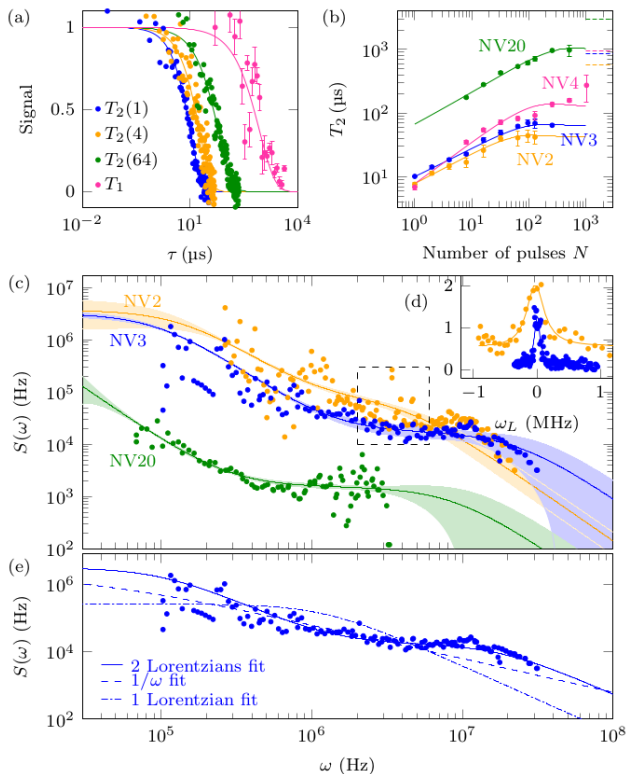 (a)
Signal
1
0.5
0
T₂(1)
T₂(4)
T₂(64)
T₁
10⁻² 10¹ 10⁴
τ (μs)
(b)
T₂ (μs)
10³
10²
10¹
NV20
NV4
NV3
NV2
10⁰ 10¹ 10² 10³
Number of pulses N
(c)
S(ω) (Hz)
10⁷
10⁶
10⁵
10⁴
10³
10²
NV2
NV3
NV20
(d)
2
1
0
−1 0 1
ω_L (MHz)
(e)
S(ω) (Hz)
10⁶
10⁴
10²
2 Lorentzians fit
1/ω fit
1 Lorentzian fit
10⁵ 10⁶ 10⁷ 10⁸
ω (Hz)